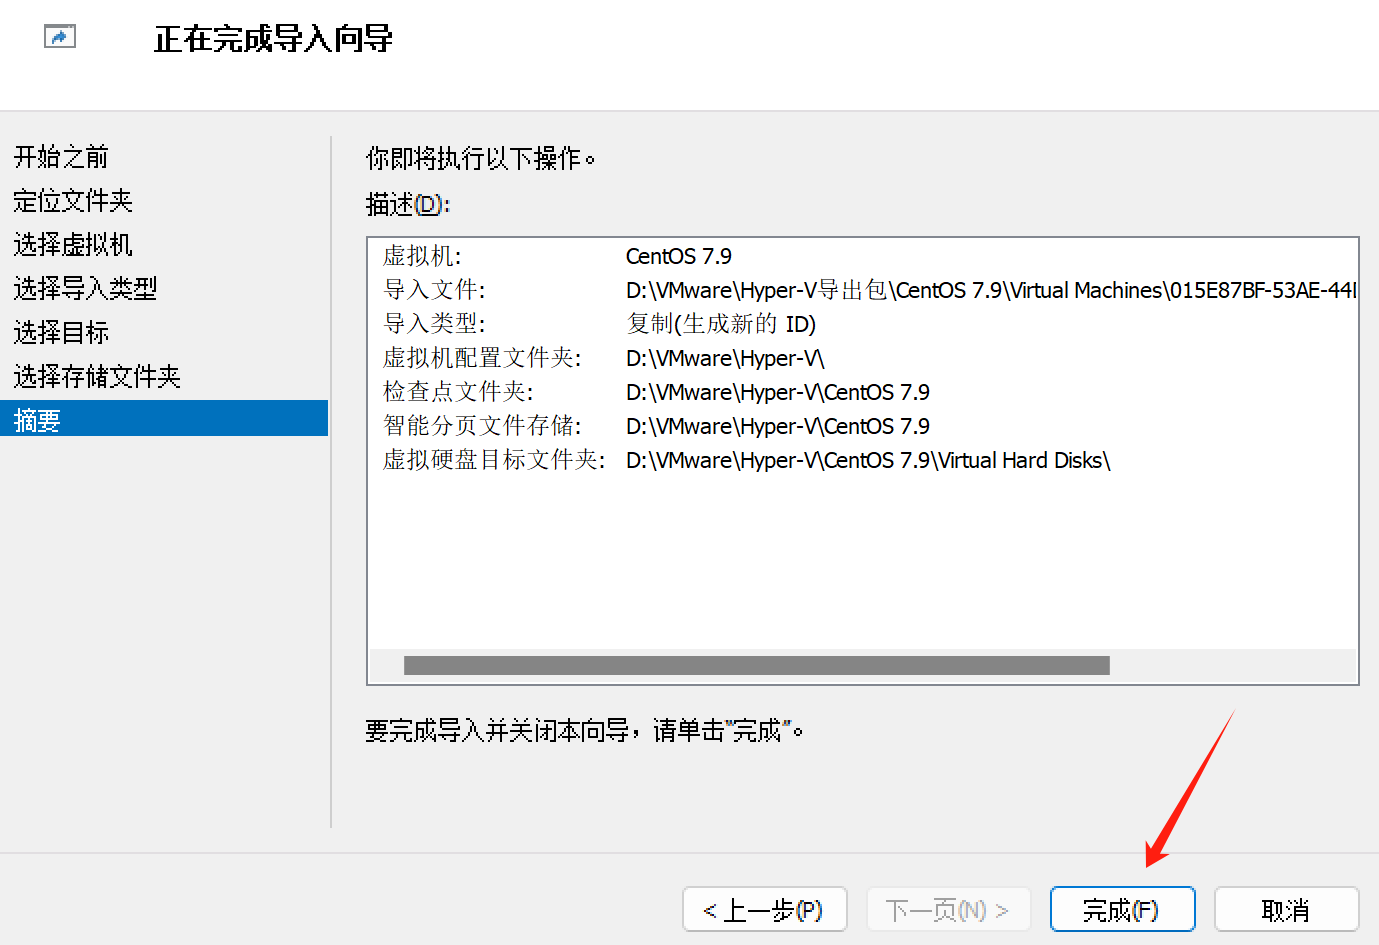 正在完成导入向导
开始之前
定位文件夹
选择虚拟机
选择导入类型
选择目标
选择存储文件夹
摘要
你即将执行以下操作。
描述(D):
虚拟机: CentOS 7.9
导入文件: D:\VMware\Hyper-V导出包\CentOS 7.9\Virtual Machines\015E87BF-53AE-44
导入类型: 复制(生成新的 ID)
虚拟机配置文件夹: D:\VMware\Hyper-V\
检查点文件夹: D:\VMware\Hyper-V\CentOS 7.9
智能分页文件存储: D:\VMware\Hyper-V\CentOS 7.9
虚拟硬盘目标文件夹: D:\VMware\Hyper-V\CentOS 7.9\Virtual Hard Disks\
要完成导入并关闭本向导，请单击"完成"。
< 上一步(P)
下一页(N) >
完成(F)
取消